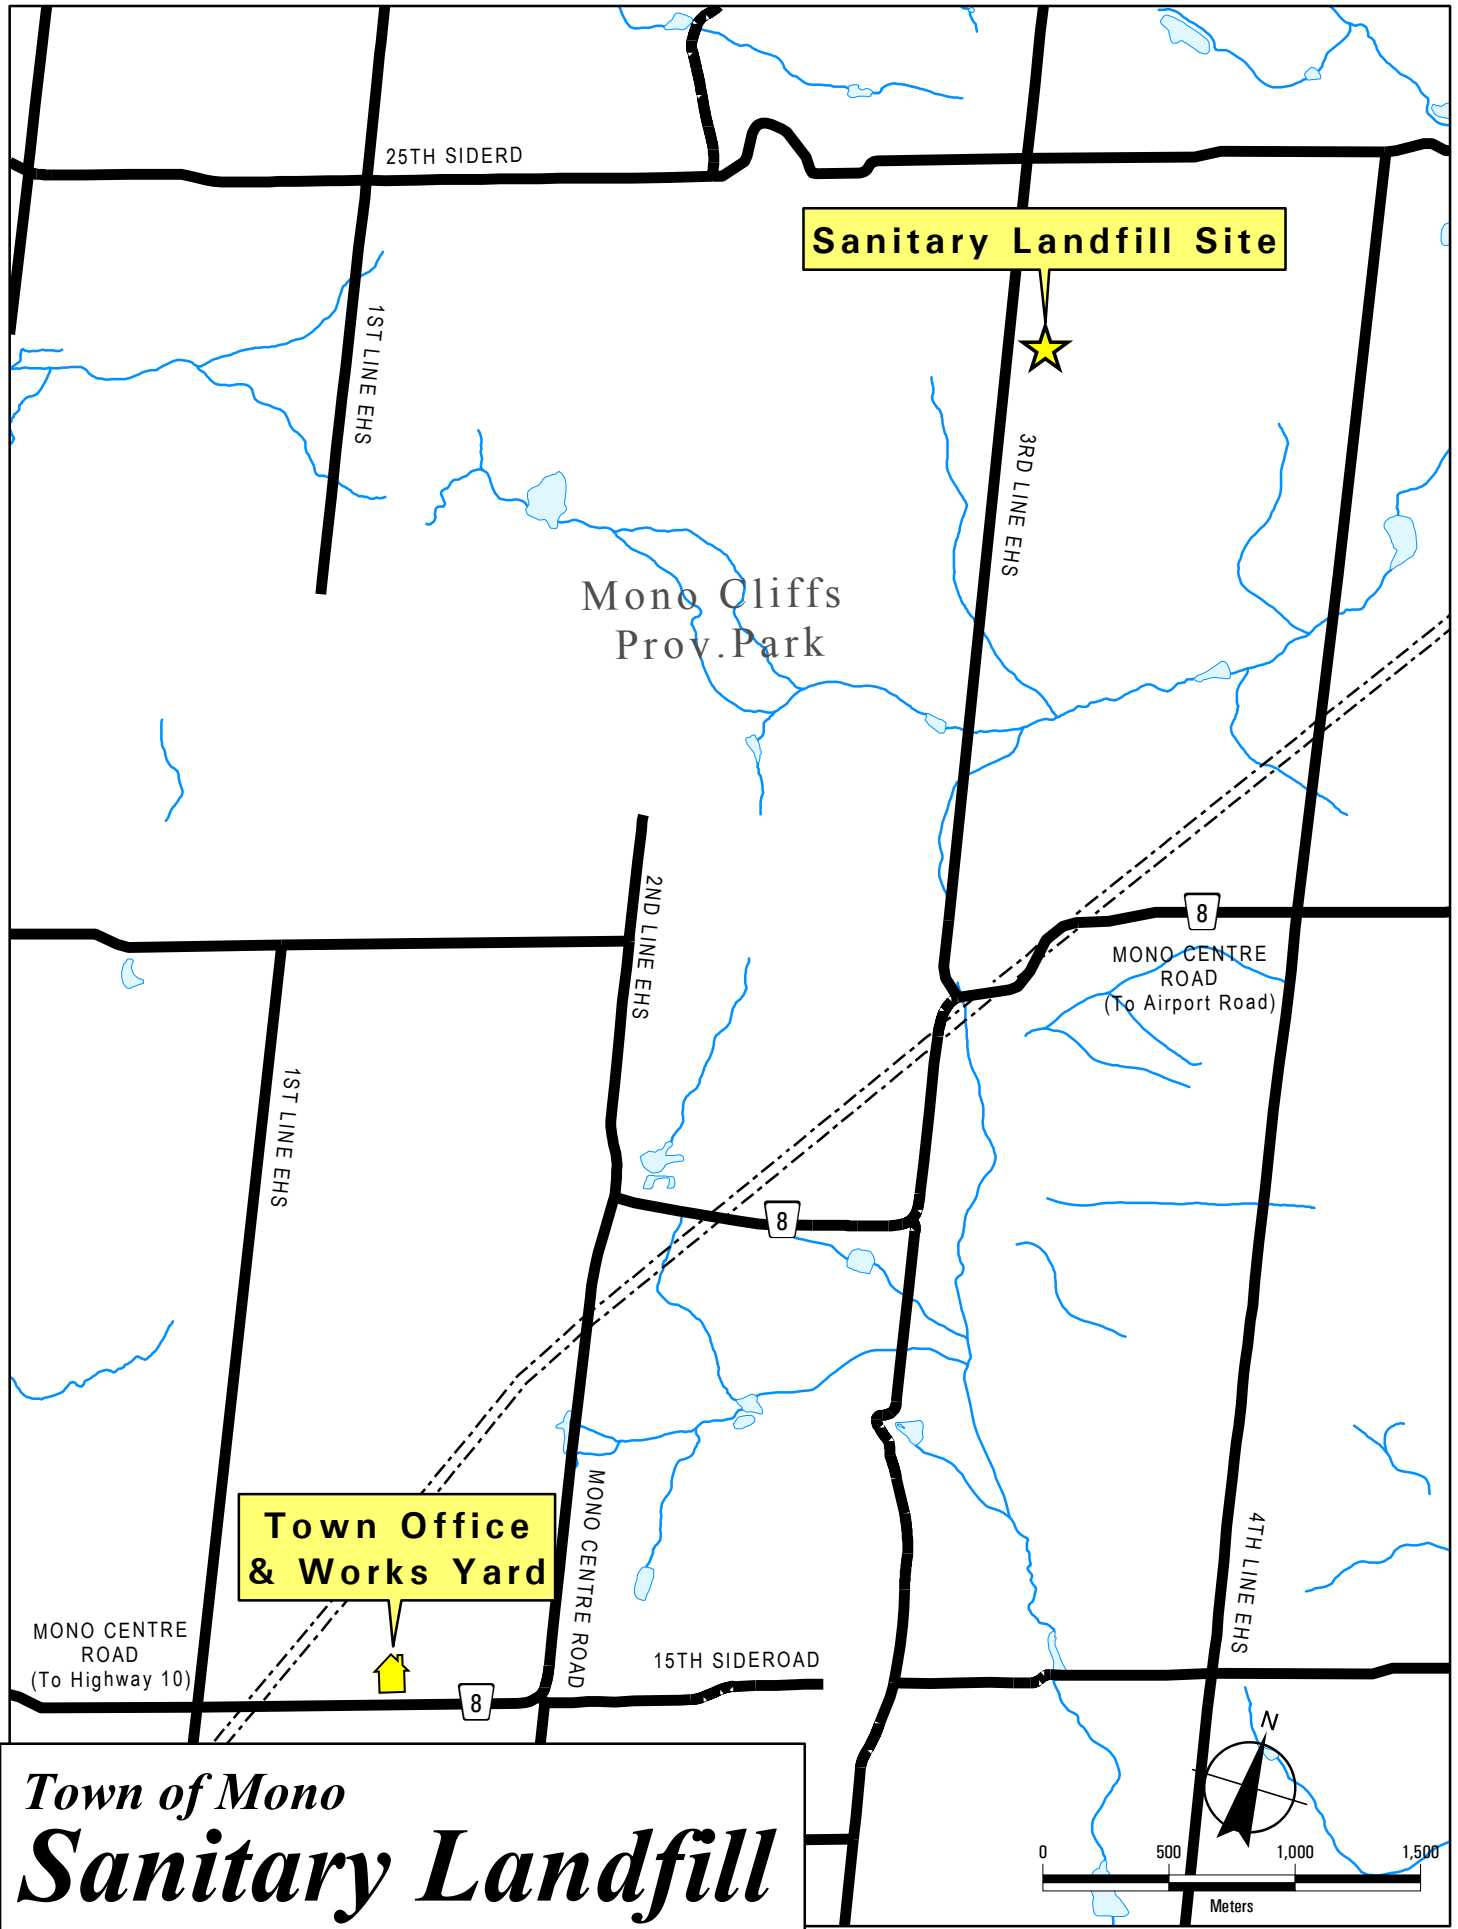 25TH SIDERD
Sanitary Landfill Site
1ST LINE EHS
3RD LINE EHS
Mono Cliffs
Prov.Park
2ND LINE EHS
8
MONO CENTRE
ROAD
(To Airport Road)
1ST LINE EHS
8
MONO CENTRE ROAD
Town Office
& Works Yard
4TH LINE EHS
MONO CENTRE
ROAD
(To Highway 10)
15TH SIDEROAD
8
N
Town of Mono
Sanitary Landfill
0 500 1,000 1,500
Meters